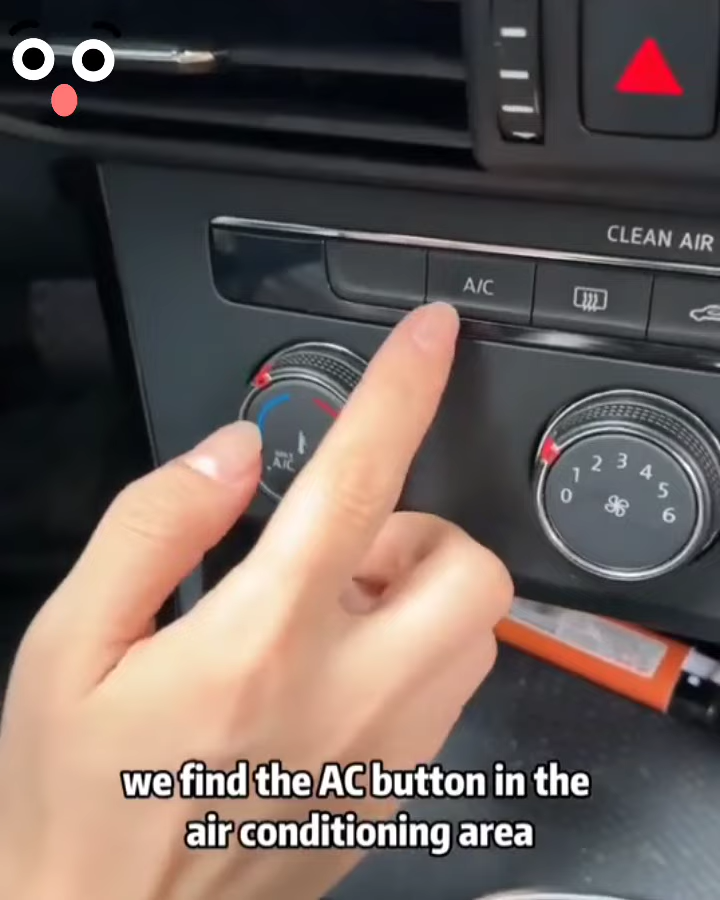 CLEAN AIR
A/C
A/C
1 2 3 4
0 5
6
we find the AC button in the
air conditioning area